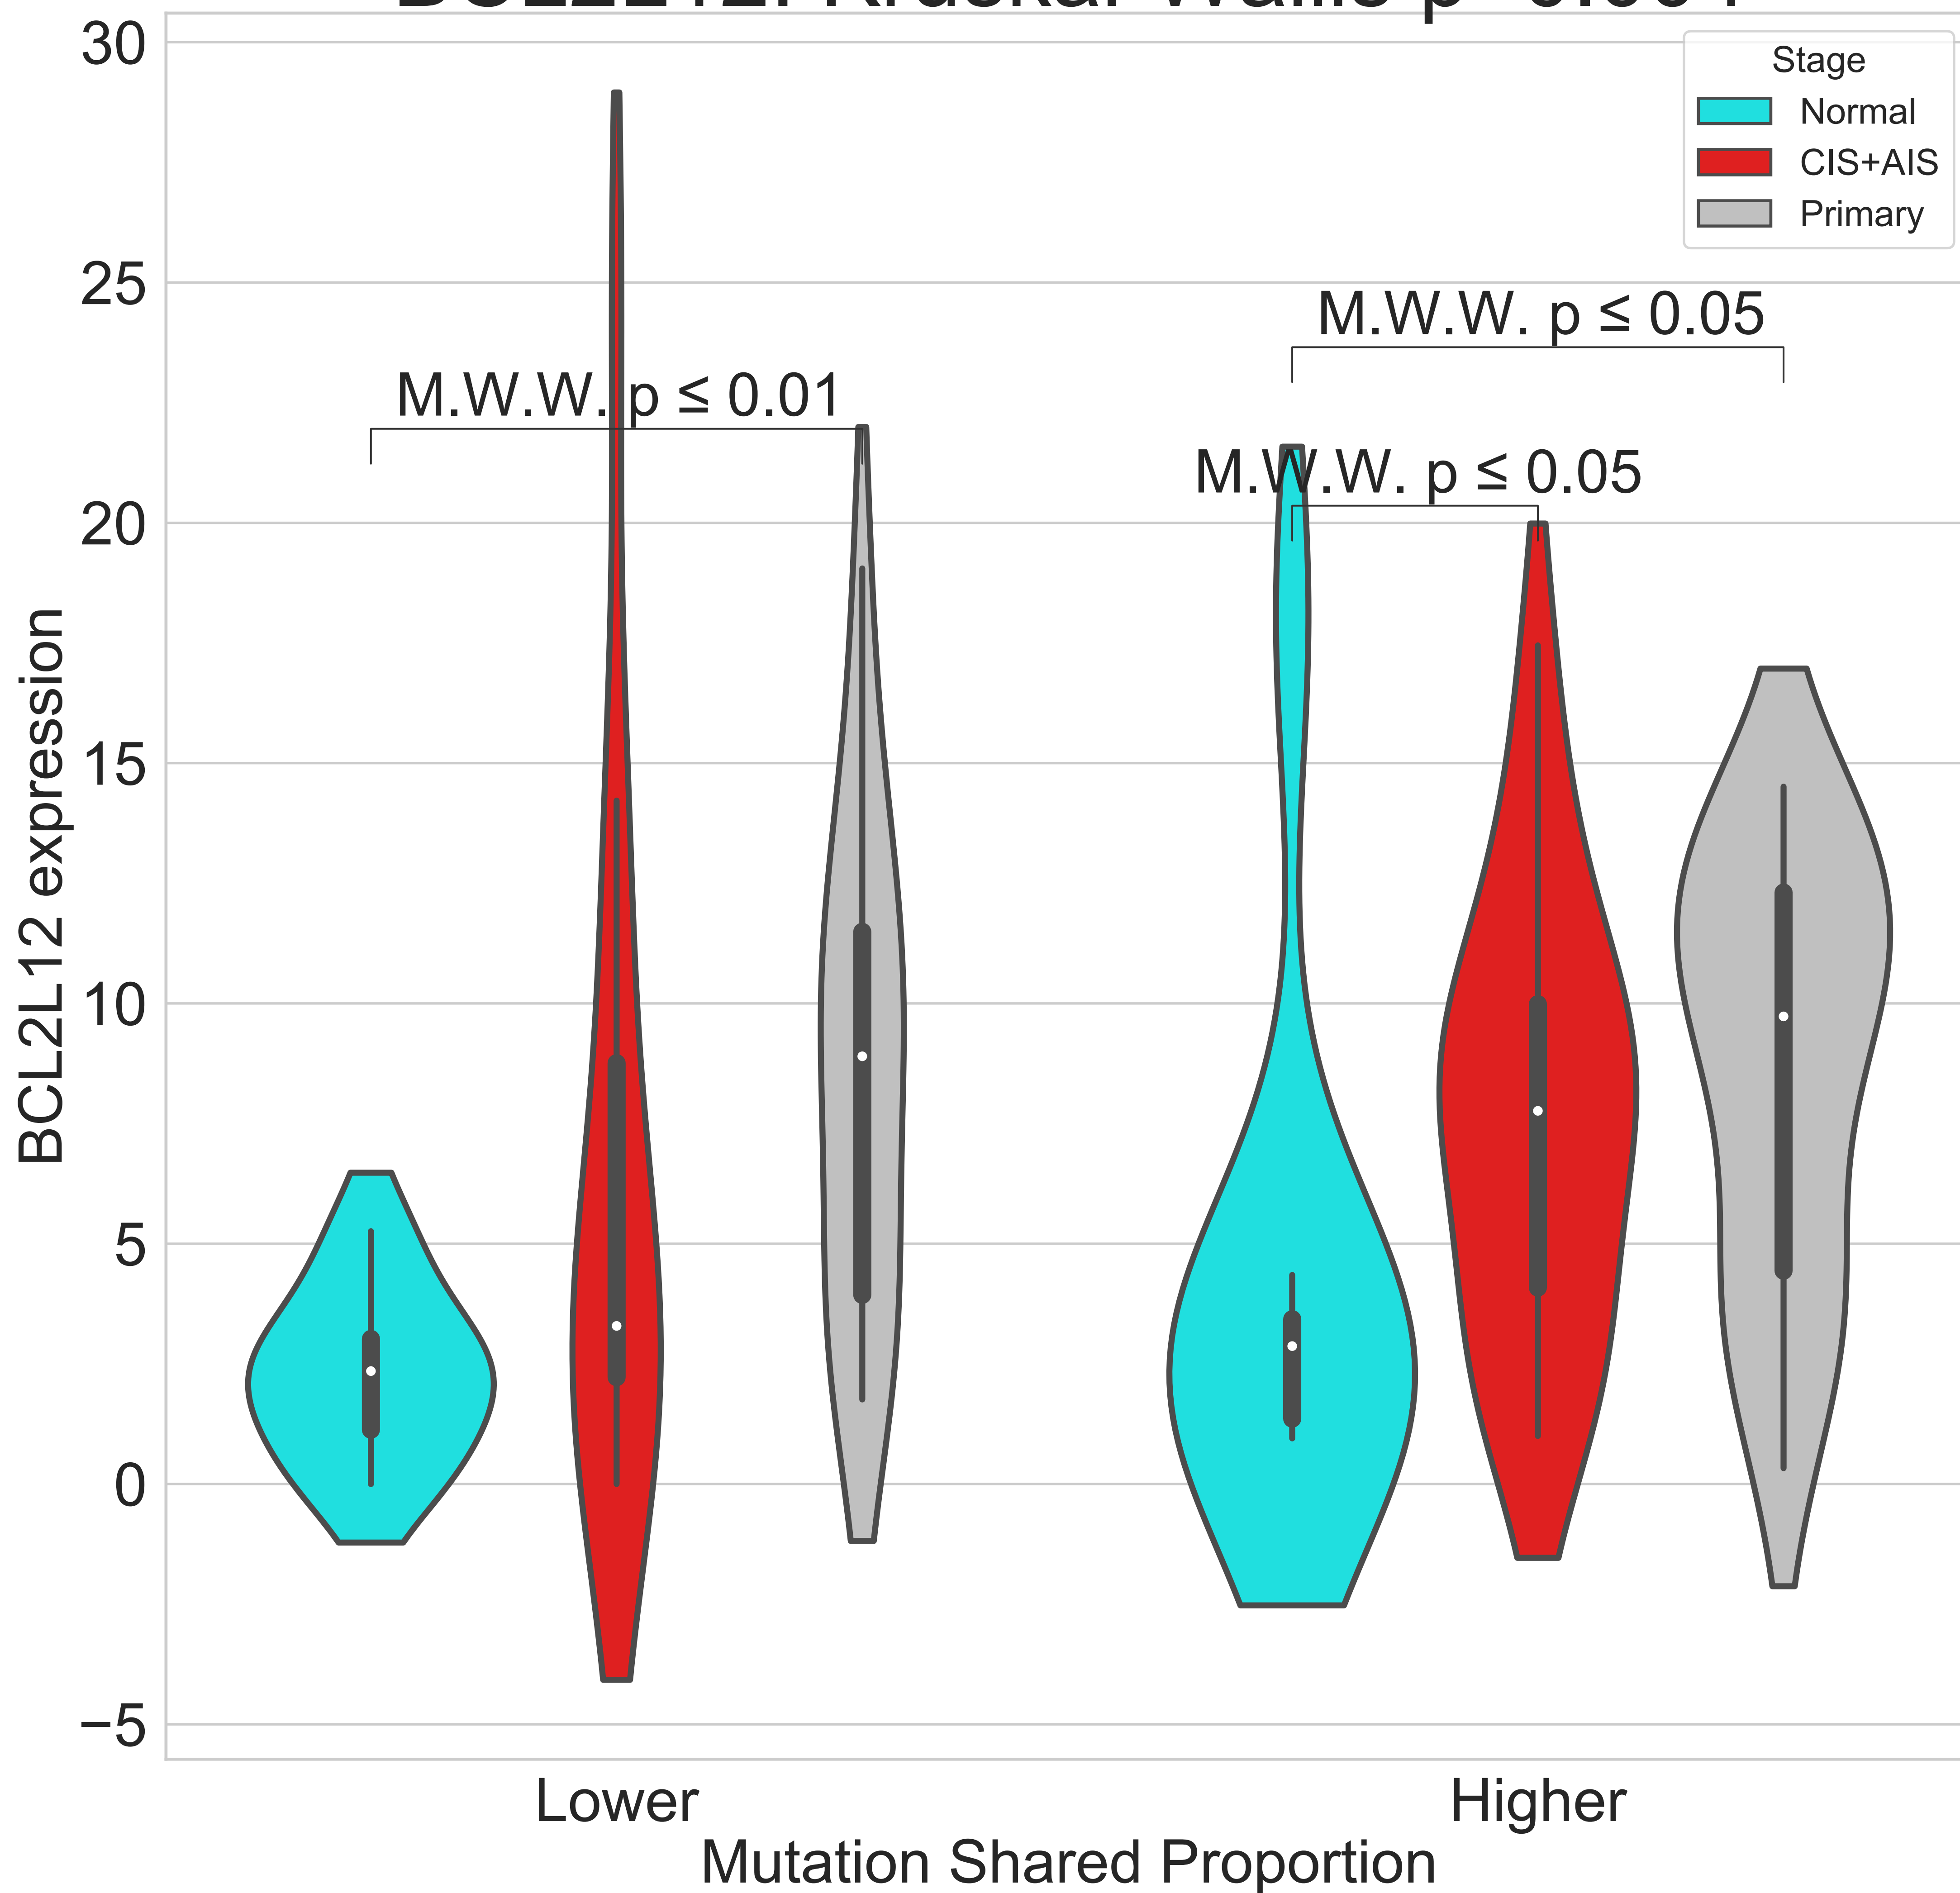 30
25
20
15
10
5
0
−5
BCL2L12 expression
Stage
Normal
CIS+AIS
Primary
M.W.W. p ≤ 0.05
M.W.W. p ≤ 0.01
M.W.W. p ≤ 0.05
Lower
Higher
Mutation Shared Proportion